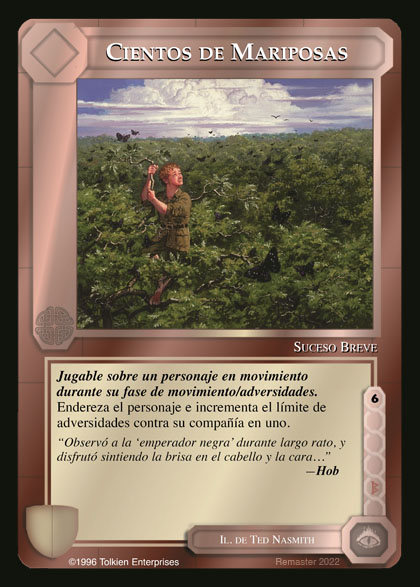 CIENTOS DE MARIPOSAS
SUCESO BREVE
Jugable sobre un personaje en movimiento
durante su fase de movimiento/adversidades.
Endereza el personaje e incrementa el límite de
adversidades contra su compañía en uno.
“Observó a la ‘emperador negra’ durante largo rato, y
disfrutó sintiendo la brisa en el cabello y la cara…”
—Hob
6
IL. DE TED NASMITH
©1996 Tolkien Enterprises
Remaster 2022